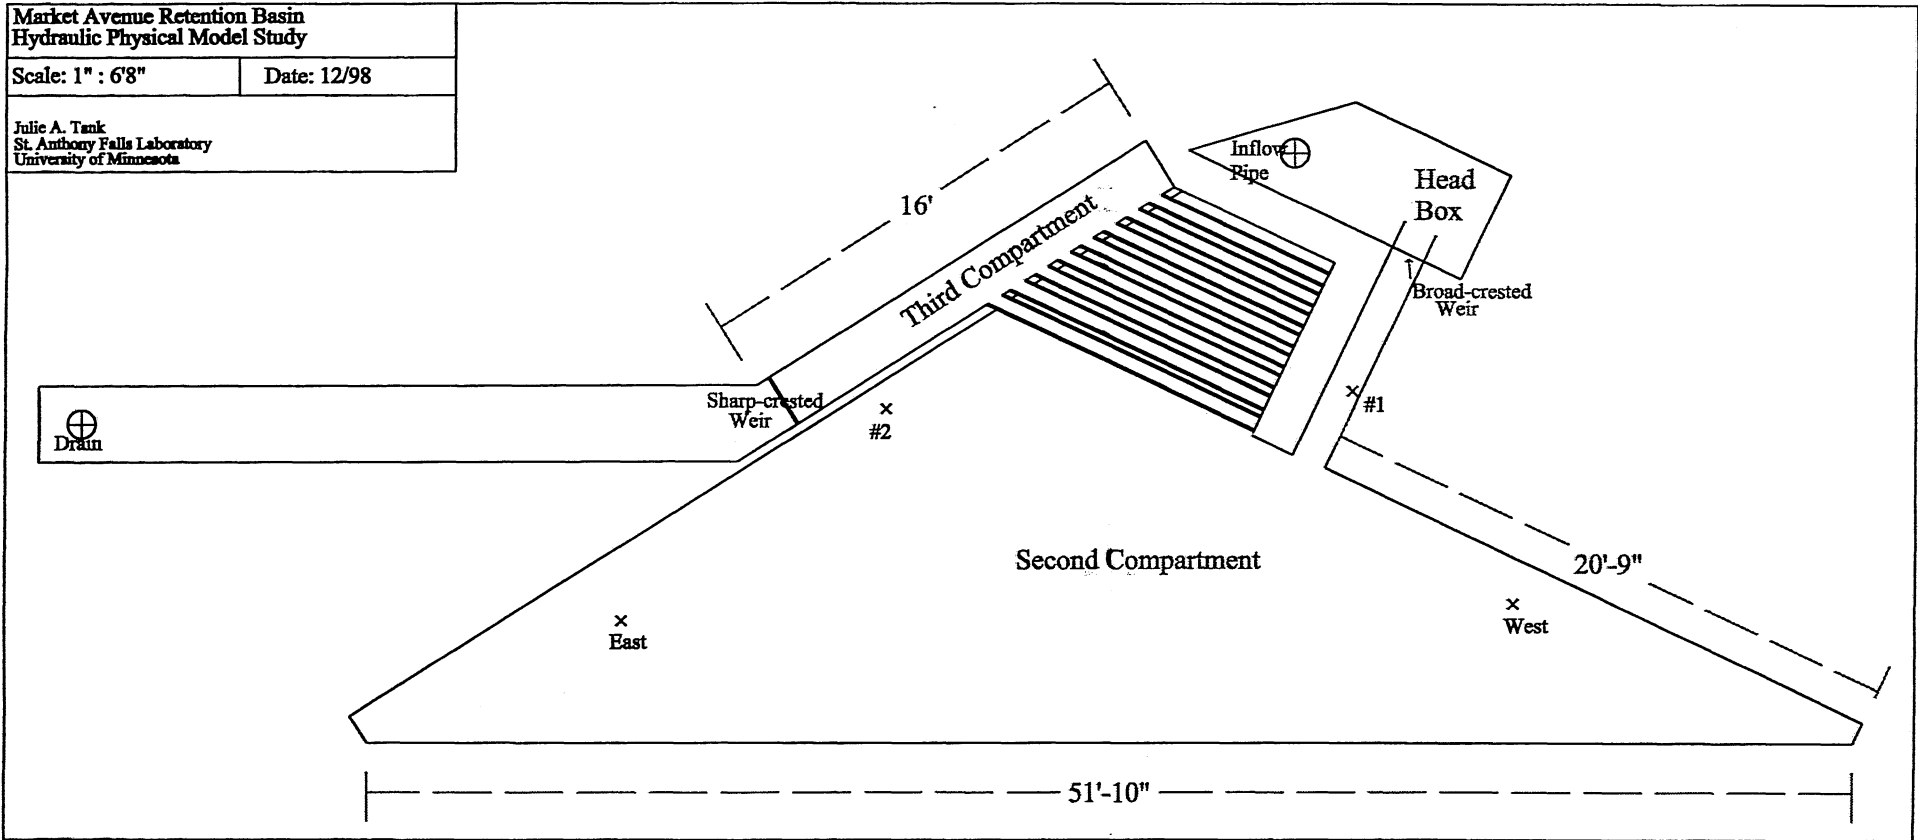 Market Avenue Retention Basin
Hydraulic Physical Model Study
Scale: 1" : 6'8"
Date: 12/98
Julie A. Tank
St. Anthony Falls Laboratory
University of Minnesota
16'
Third Compartment
Inflow
Pipe
Head
Box
Broad-crested
Weir
#1
Sharp-crested
Weir
#2
Drain
Second Compartment
20'-9"
East
West
51'-10"